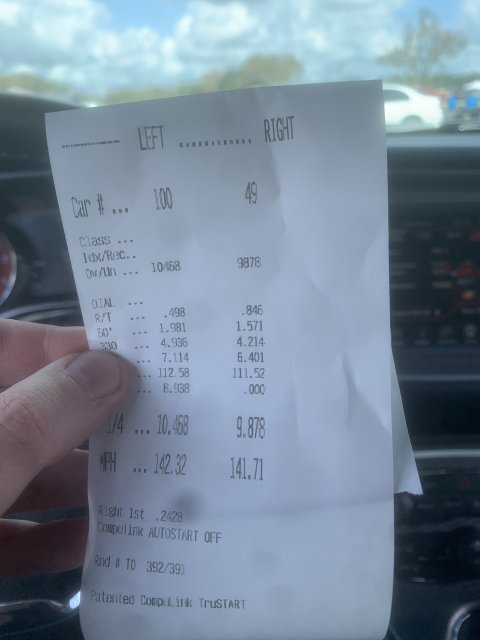 ........ LEFT ............ RIGHT
Car # ... 100 49
Class ...
Idx/Rec..
Ov/Un ... 10468 9878
DIAL ...
R/T ... .498 .846
60' ... 1.981 1.571
330 ... 4.936 4.214
... 7.114 6.401
... 112.58 111.52
... 8.938 .000
1/4 ... 10.468 9.878
MPH ... 142.32 141.71
Right 1st .2428
Compulink AUTOSTART OFF
Rnd # TO 392/391
Patented CompuLink TruSTART